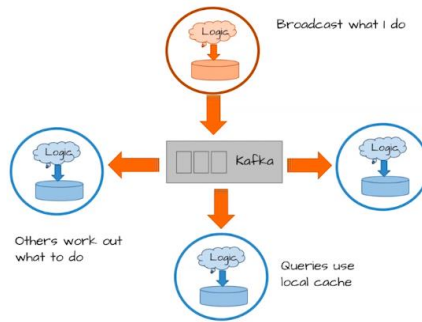 Broadcast what I do
Logic
Kafka
Logic
Logic
Others work out
what to do
Logic
Queries use
local cache